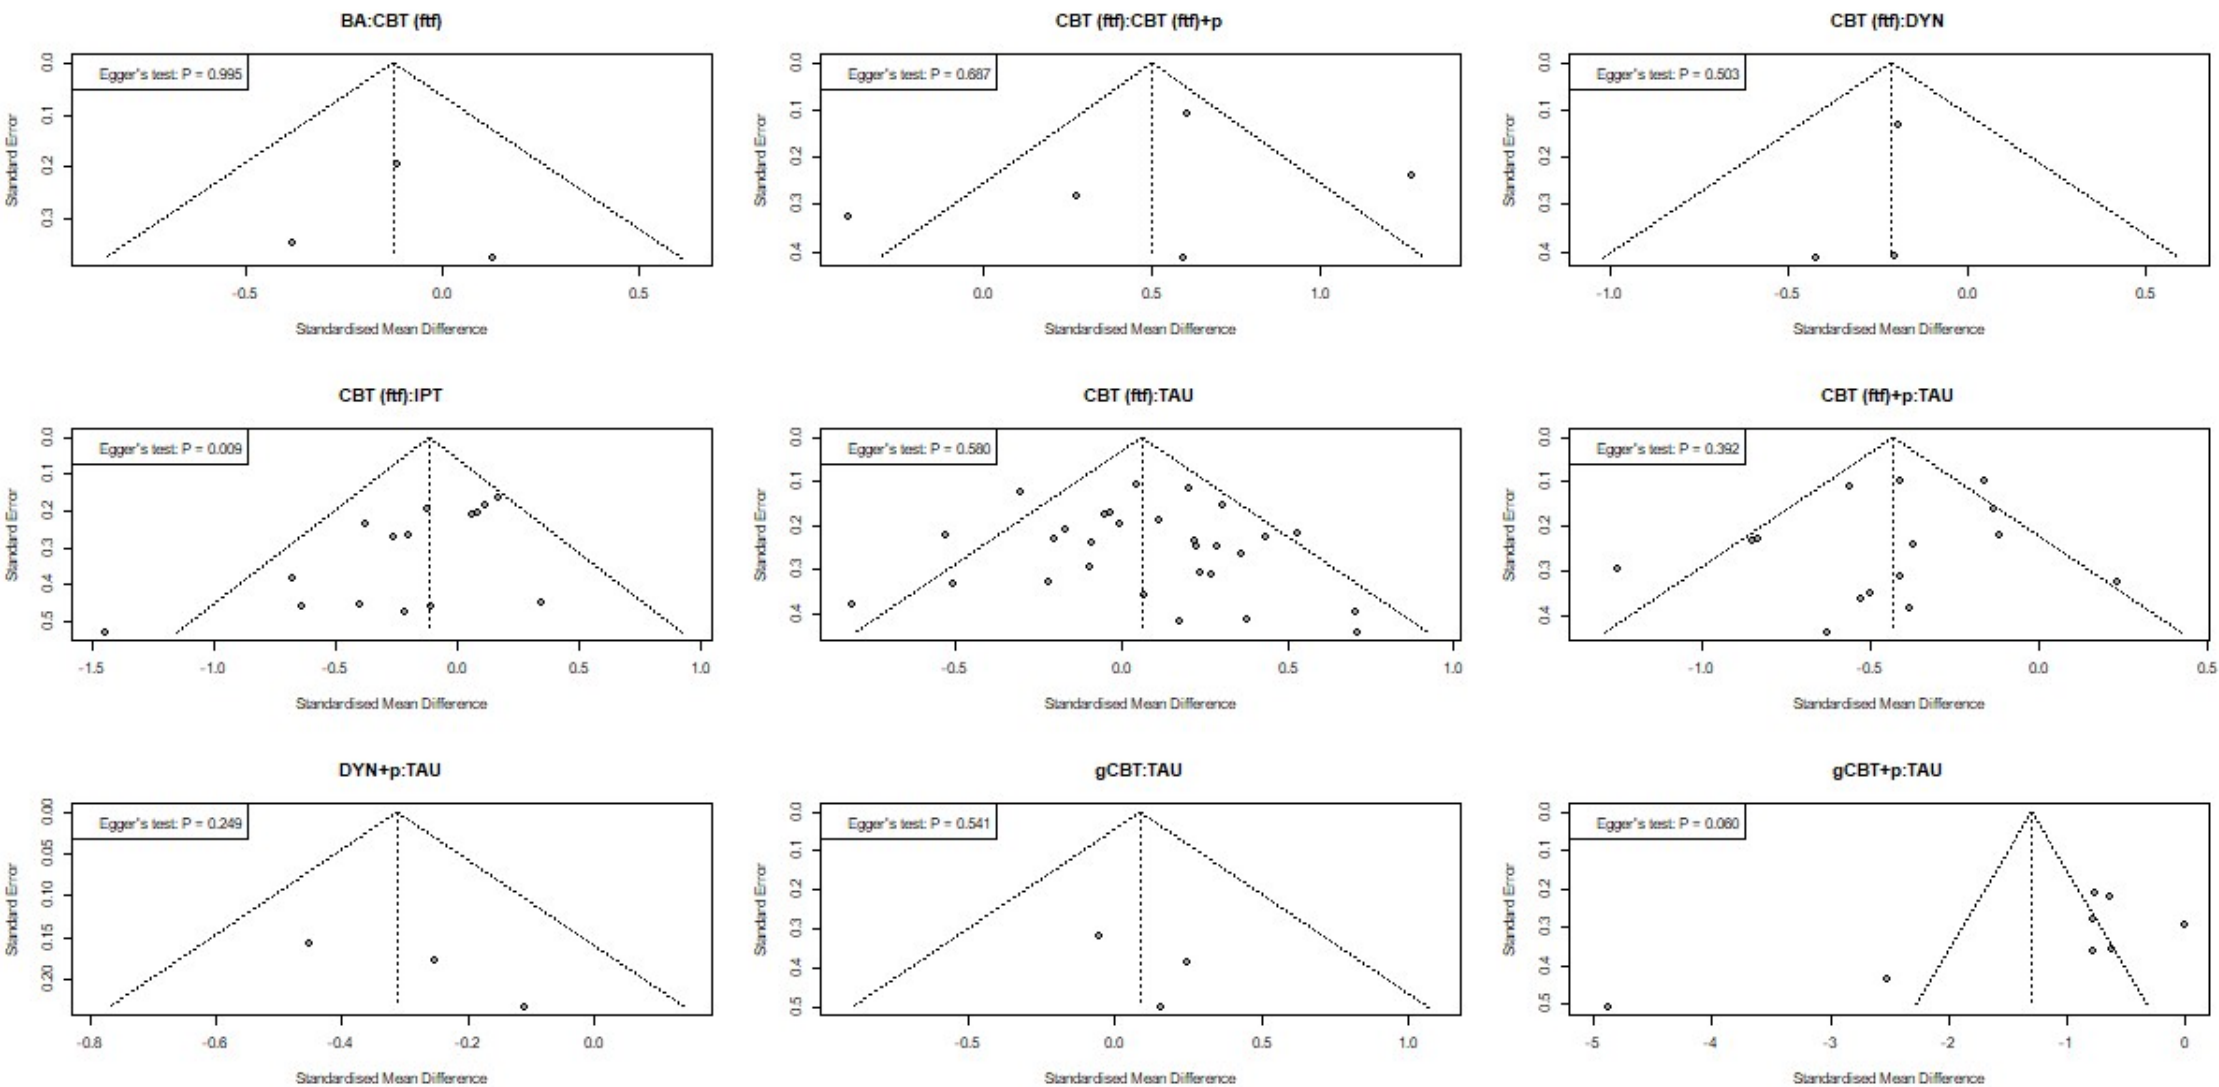 BA:CBT (ftf)
Egger's test: P = 0.995
Standard Error
0.0
0.1
0.2
0.3
-0.5
0.0
0.5
Standardised Mean Difference
CBT (ftf):CBT (ftf)+p
Egger's test: P = 0.687
Standard Error
0.0
0.1
0.2
0.3
0.4
0.0
0.5
1.0
Standardised Mean Difference
CBT (ftf):DYN
Egger's test: P = 0.503
Standard Error
0.0
0.1
0.2
0.3
0.4
-1.0
-0.5
0.0
0.5
Standardised Mean Difference
CBT (ftf):IPT
Egger's test: P = 0.009
Standard Error
0.0
0.1
0.2
0.3
0.4
0.5
-1.5
-1.0
-0.5
0.0
0.5
1.0
Standardised Mean Difference
CBT (ftf):TAU
Egger's test: P = 0.580
Standard Error
0.0
0.1
0.2
0.3
0.4
-0.5
0.0
0.5
1.0
Standardised Mean Difference
CBT (ftf)+p:TAU
Egger's test: P = 0.392
Standard Error
0.0
0.1
0.2
0.3
0.4
-1.0
-0.5
0.0
0.5
Standardised Mean Difference
DYN+p:TAU
Egger's test: P = 0.249
Standard Error
0.00
0.05
0.10
0.15
0.20
-0.8
-0.6
-0.4
-0.2
0.0
Standardised Mean Difference
gCBT:TAU
Egger's test: P = 0.541
Standard Error
0.0
0.1
0.2
0.3
0.4
0.5
-0.5
0.0
0.5
1.0
Standardised Mean Difference
gCBT+p:TAU
Egger's test: P = 0.060
Standard Error
0.0
0.1
0.2
0.3
0.4
0.5
-5
-4
-3
-2
-1
0
Standardised Mean Difference